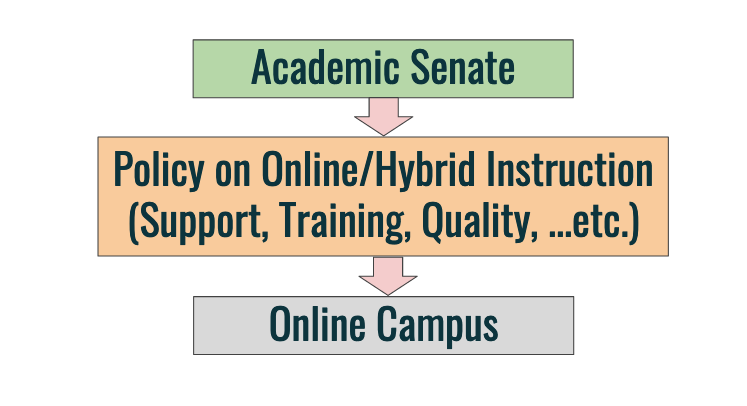 Academic Senate
Policy on Online/Hybrid Instruction
(Support, Training, Quality, ...etc.)
Online Campus